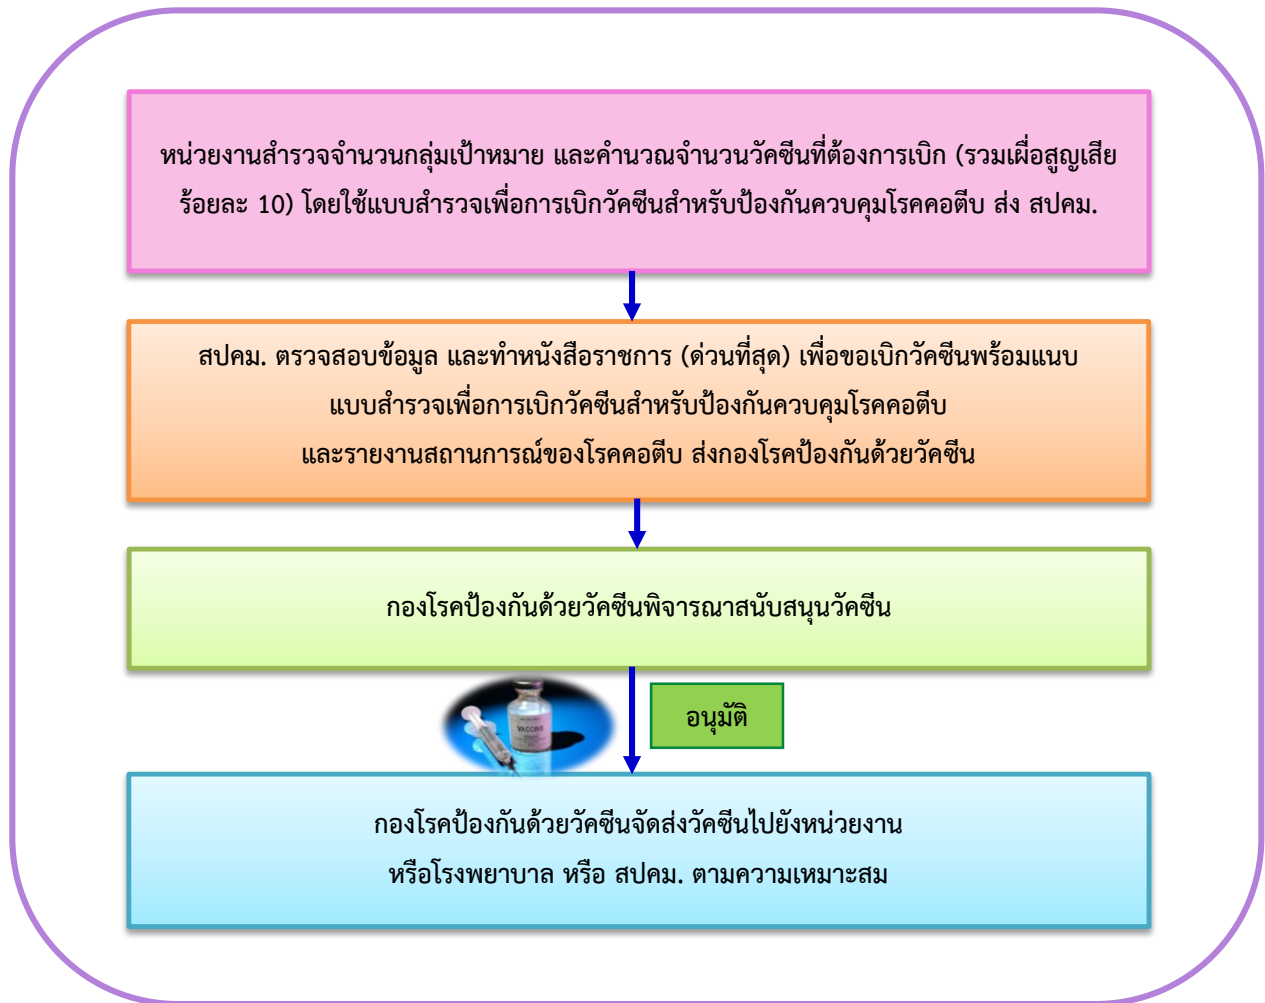 หน่วยงานสำรวจจำนวนกลุ่มเป้าหมาย และคำนวณจำนวนวัคซีนที่ต้องการเบิก (รวมเผื่อสูญเสีย
ร้อยละ 10) โดยใช้แบบสำรวจเพื่อการเบิกวัคซีนสำหรับป้องกันควบคุมโรคคอตีบ ส่ง สปคม.
สปคม. ตรวจสอบข้อมูล และทำหนังสือราชการ (ด่วนที่สุด) เพื่อขอเบิกวัคซีนพร้อมแนบ
แบบสำรวจเพื่อการเบิกวัคซีนสำหรับป้องกันควบคุมโรคคอตีบ
และรายงานสถานการณ์ของโรคคอตีบ ส่งกองโรคป้องกันด้วยวัคซีน
กองโรคป้องกันด้วยวัคซีนพิจารณาสนับสนุนวัคซีน
VACCINE
อนุมัติ
กองโรคป้องกันด้วยวัคซีนจัดส่งวัคซีนไปยังหน่วยงาน
หรือโรงพยาบาล หรือ สปคม. ตามความเหมาะสม